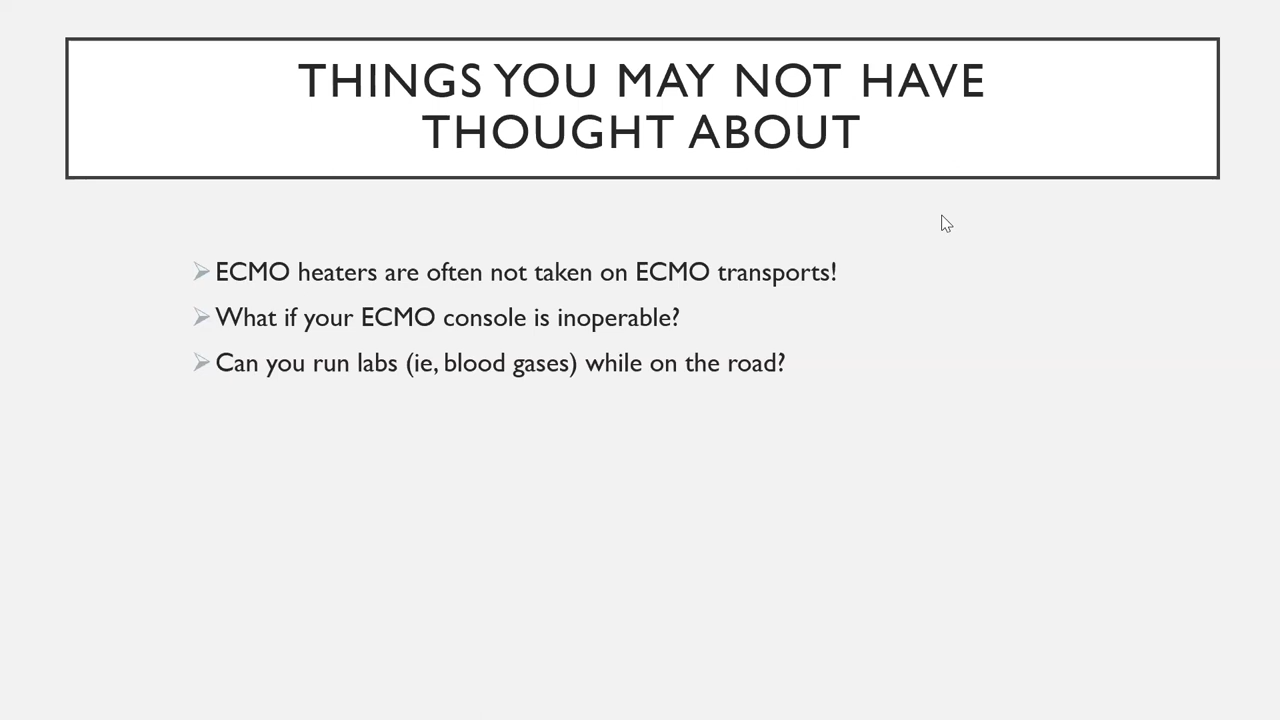 THINGS YOU MAY NOT HAVE
THOUGHT ABOUT
ECMO heaters are often not taken on ECMO transports!
What if your ECMO console is inoperable?
Can you run labs (ie, blood gases) while on the road?